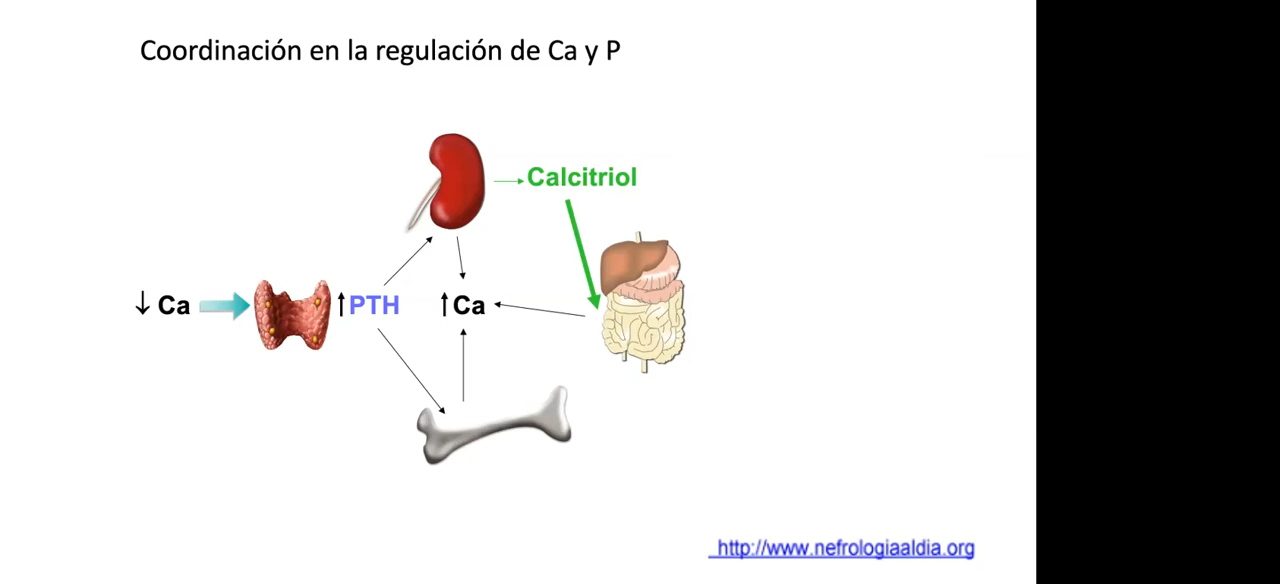 Coordinación en la regulación de Ca y P
Calcitriol
↓ Ca
↑PTH
↑Ca
http://www.nefrologiaaldia.org